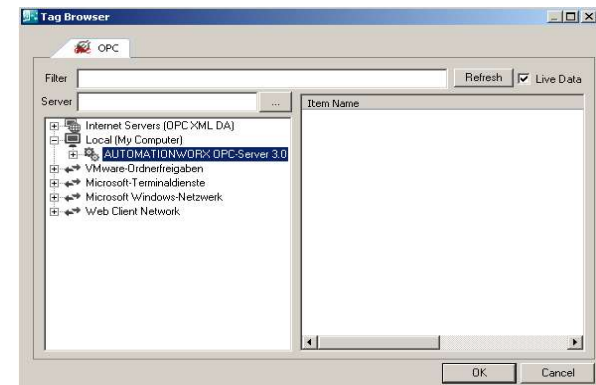 Tag Browser
OPC
Filter
Refresh
Live Data
Server
...
Item Name
Internet Servers (OPC XML DA)
Local (My Computer)
AUTOMATIONWORX OPC-Server 3.0
VMware-Ordnerfreigaben
Microsoft-Terminaldienste
Microsoft Windows-Netzwerk
Web Client Network
OK
Cancel